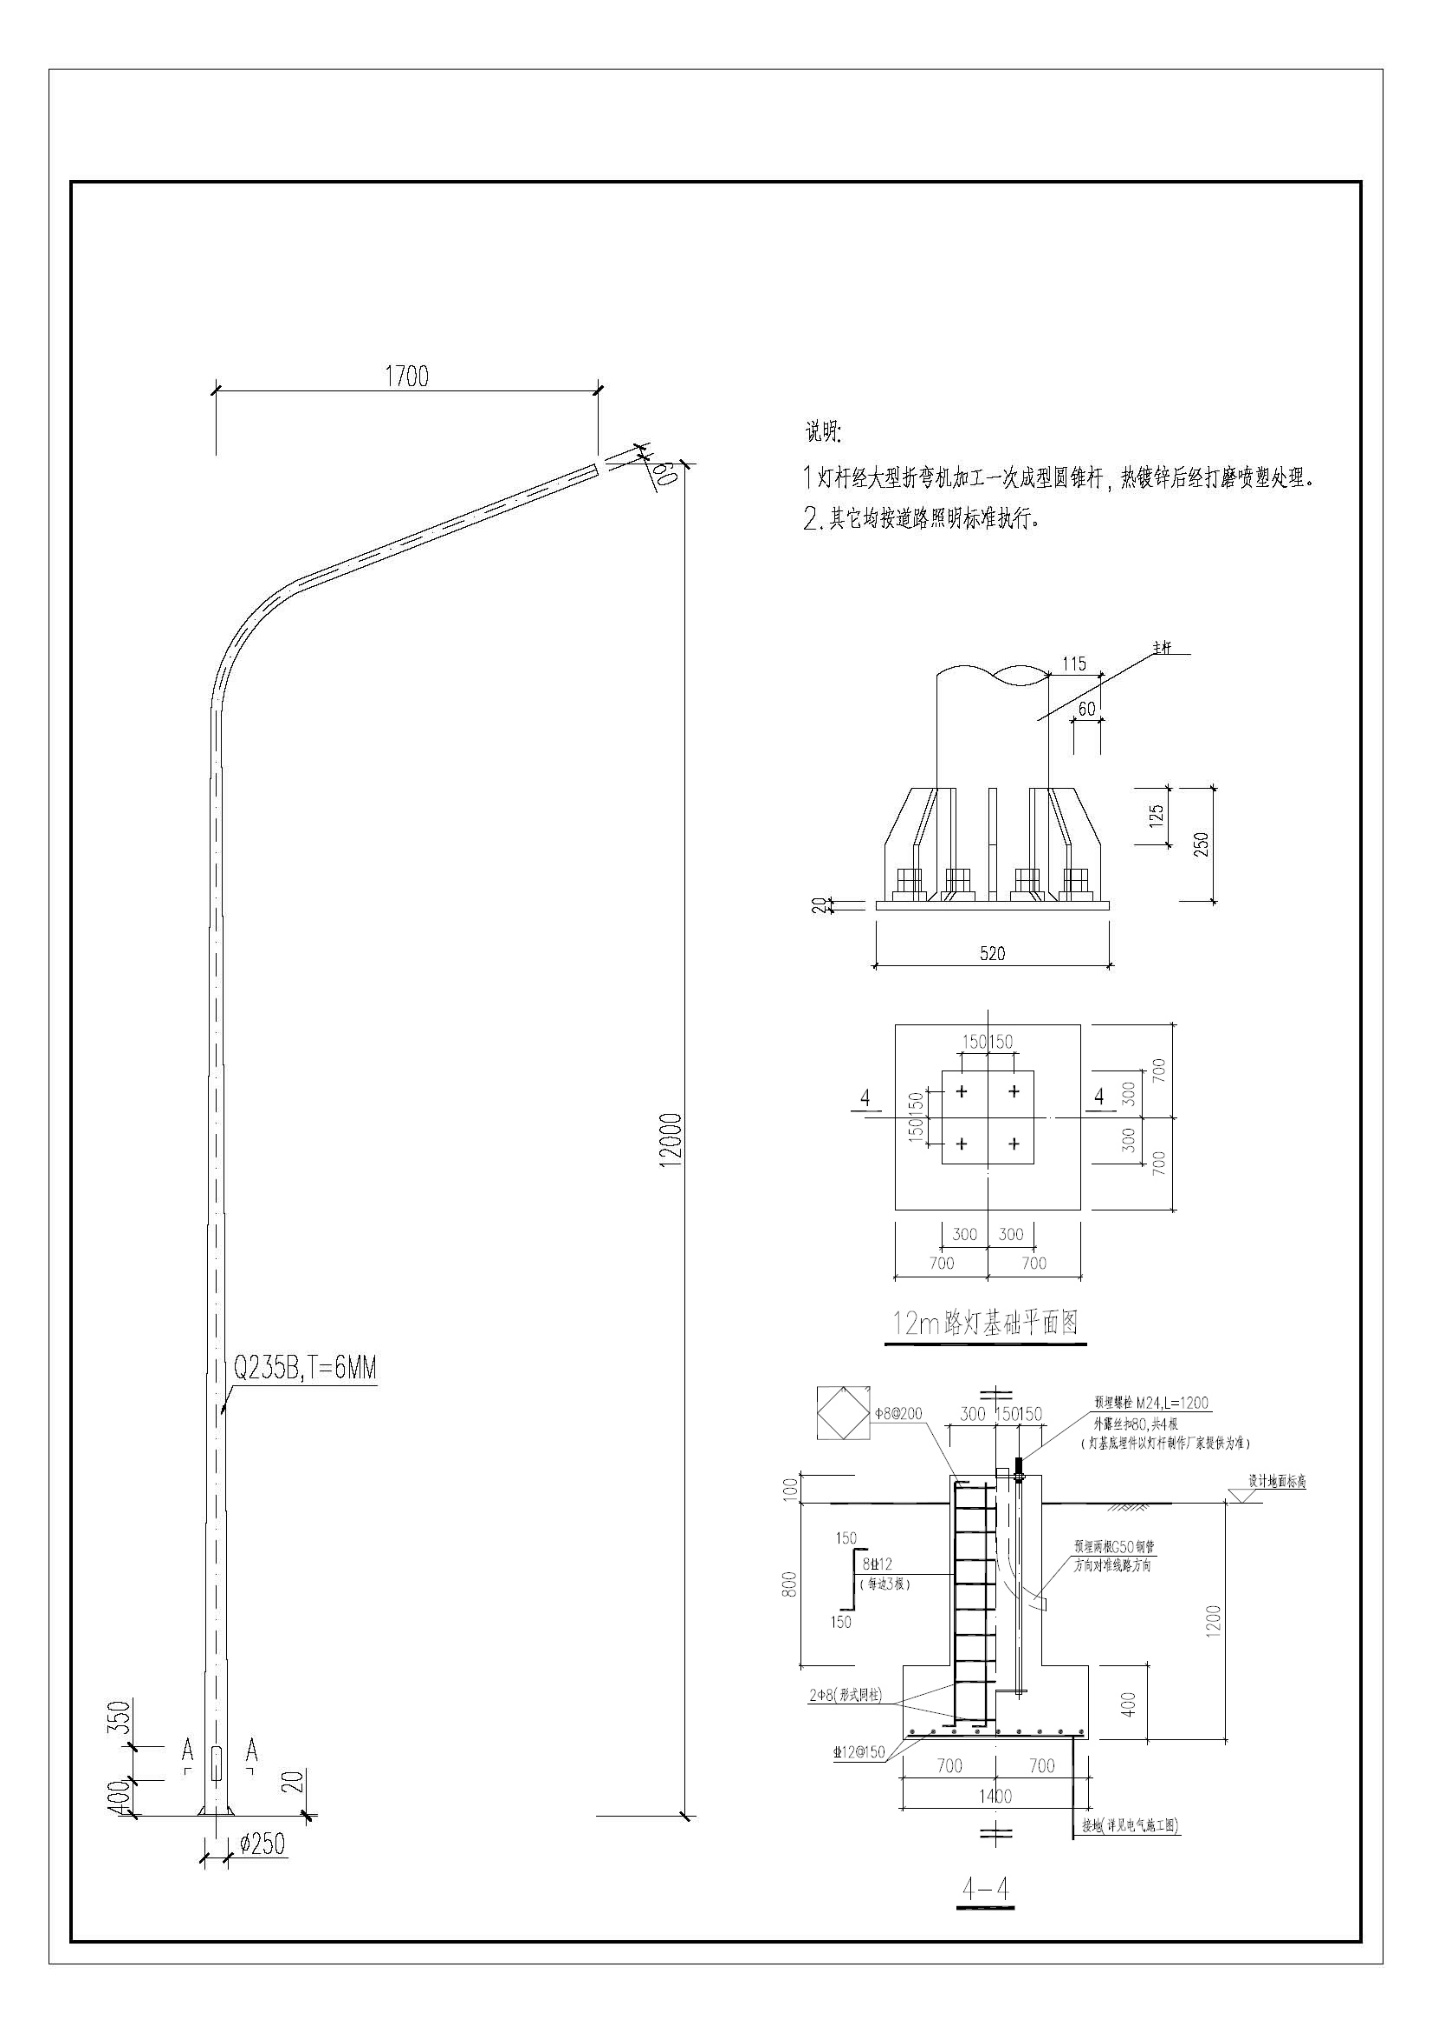 1700
60
12000
Q235B,T=6MM
350
400
A
A
20
ϕ250
说明:
1 灯杆经大型折弯机加工一次成型圆锥杆, 热镀锌后经打磨喷塑处理。
2.其它均按道路照明标准执行。
主杆
115
60
125
250
20
520
150 150
150 150
4
4
300
300
700
700
300 300
700 700
12m路灯基础平面图
Φ8@200
300 150 150
预埋螺栓 M24,L=1200
外露丝扣80,共4根
(灯基底埋件以灯杆制作厂家提供为准)
设计地面标高
100
800
150
8⏀12
(每边3根)
150
预埋两根G50钢管
方向对准线路方向
1200
400
2Φ8(形式同柱)
12@150
700 700
1400
接地(详见电气施工图)
4-4